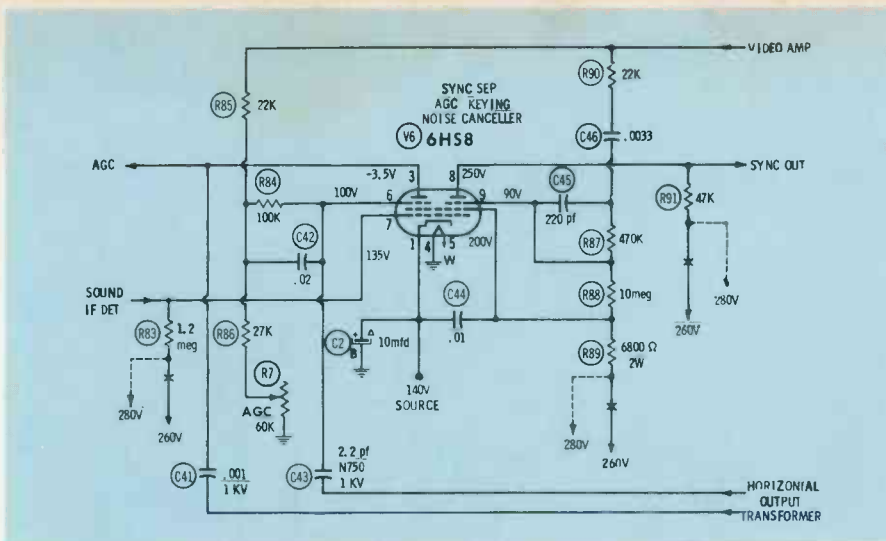 VIDEO AMP
R90
22K
R85
22K
SYNC SEP
AGC KEYING
NOISE CANCELLER
V6 6HS8
C46
.0033
AGC
-3.5V
3
8
250V
SYNC OUT
R84
100K
100V
6
7
9
90V
C45
220 pf
R91
47K
C42
.02
135V
1
4
5
W
200V
R87
470K
280V
SOUND
IF DET
R83
1.2
meg
R86
27K
C2
+
Δ
B
10mfd
C44
.01
R88
10meg
260V
R89
6800 Ω
2W
R7
AGC
60K
140V
SOURCE
280V
260V
280V
260V
C41
.001
1 KV
C43
2.2 pf
N750
1 KV
HORIZONTAL
OUTPUT
TRANSFORMER